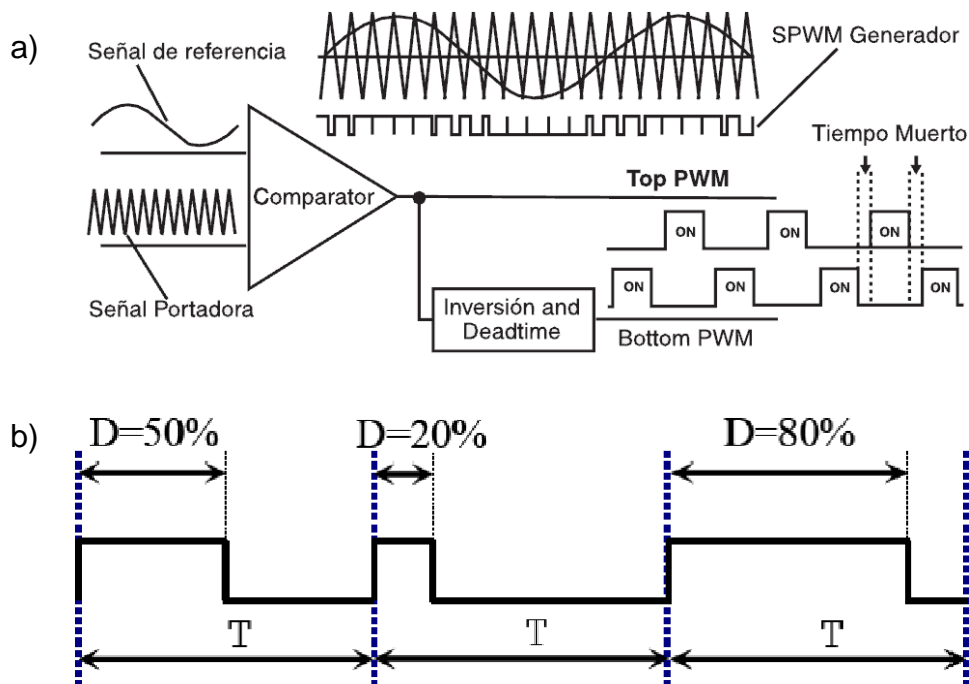 a)
Señal de referencia
SPWM Generador
Tiempo Muerto
Comparator
Top PWM
ON
ON
ON
ON
ON
ON
ON
Señal Portadora
Inversión and
Deadtime
Bottom PWM
b)
D=50%
D=20%
D=80%
T
T
T